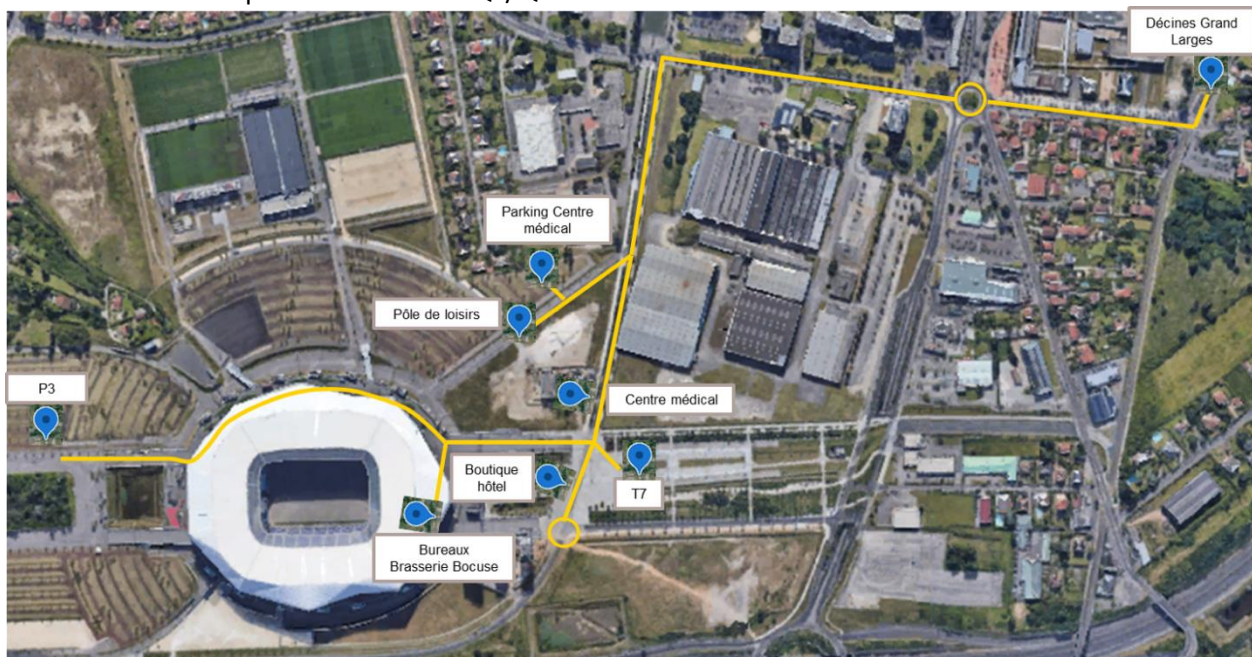 Décines Grand
Larges
Parking Centre
médical
Pôle de loisirs
P3
Centre médical
Boutique
hôtel
T7
Bureaux
Brasserie Bocuse